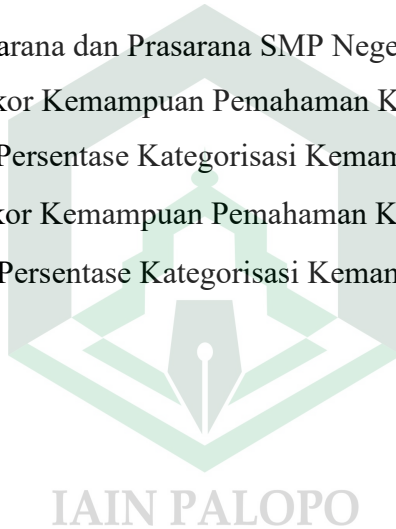 arana dan Prasarana SMP Nege
kor Kemampuan Pemahaman K
Persentase Kategorisasi Kemam
kor Kemampuan Pemahaman K
Persentase Kategorisasi Keman
IAIN PALOPO